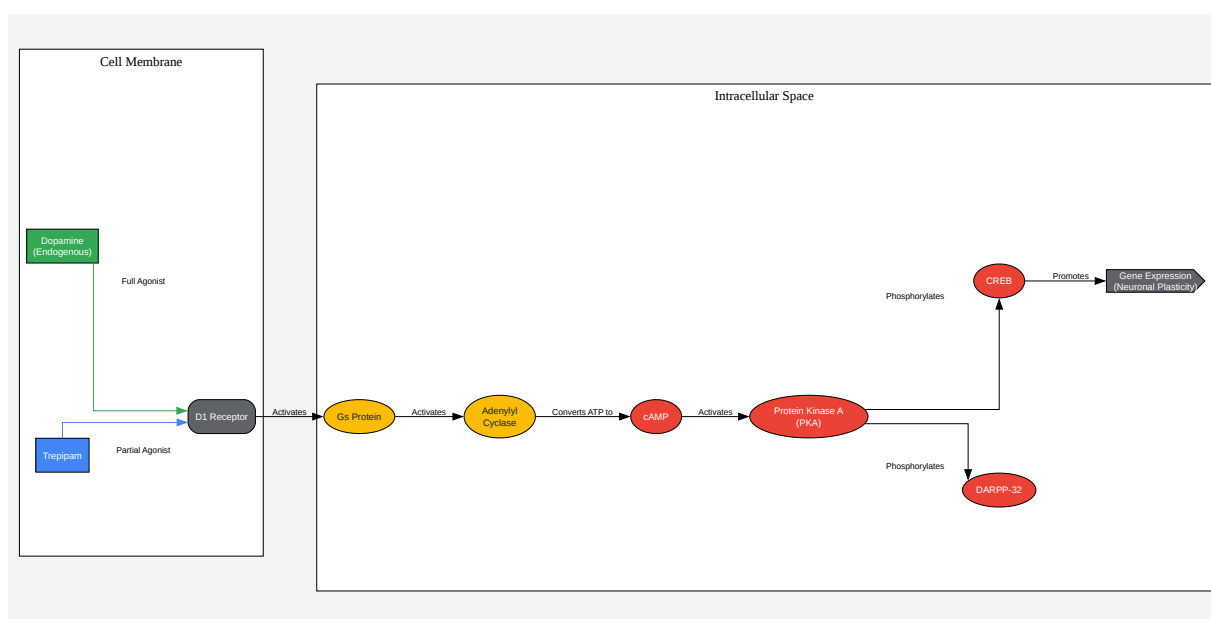 Cell Membrane
Intracellular Space
Dopamine
(Endogenous)
Full Agonist
Trepipam
Partial Agonist
D1 Receptor
Activates
Gs Protein
Activates
Adenylyl
Cyclase
Converts ATP to
cAMP
Activates
Protein Kinase A
(PKA)
Phosphorylates
CREB
Promotes
Gene Expression
(Neuronal Plasticity)
Phosphorylates
DARPP-32